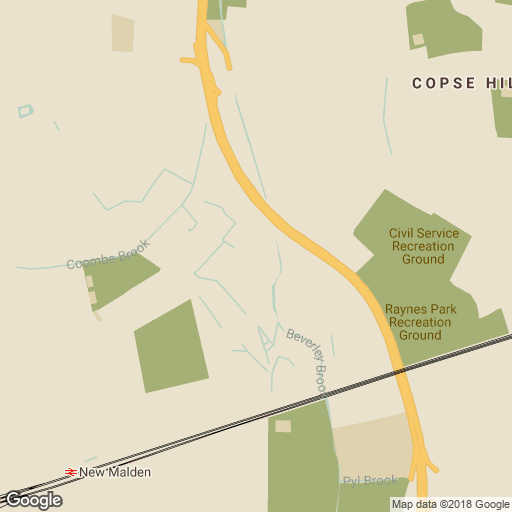 COPSE HIL
Civil Service
Recreation
Ground
Coombe Brook
Raynes Park
Recreation
Ground
Beverley Brook
New Malden
Pyl Brook
Google
Map data ©2018 Google